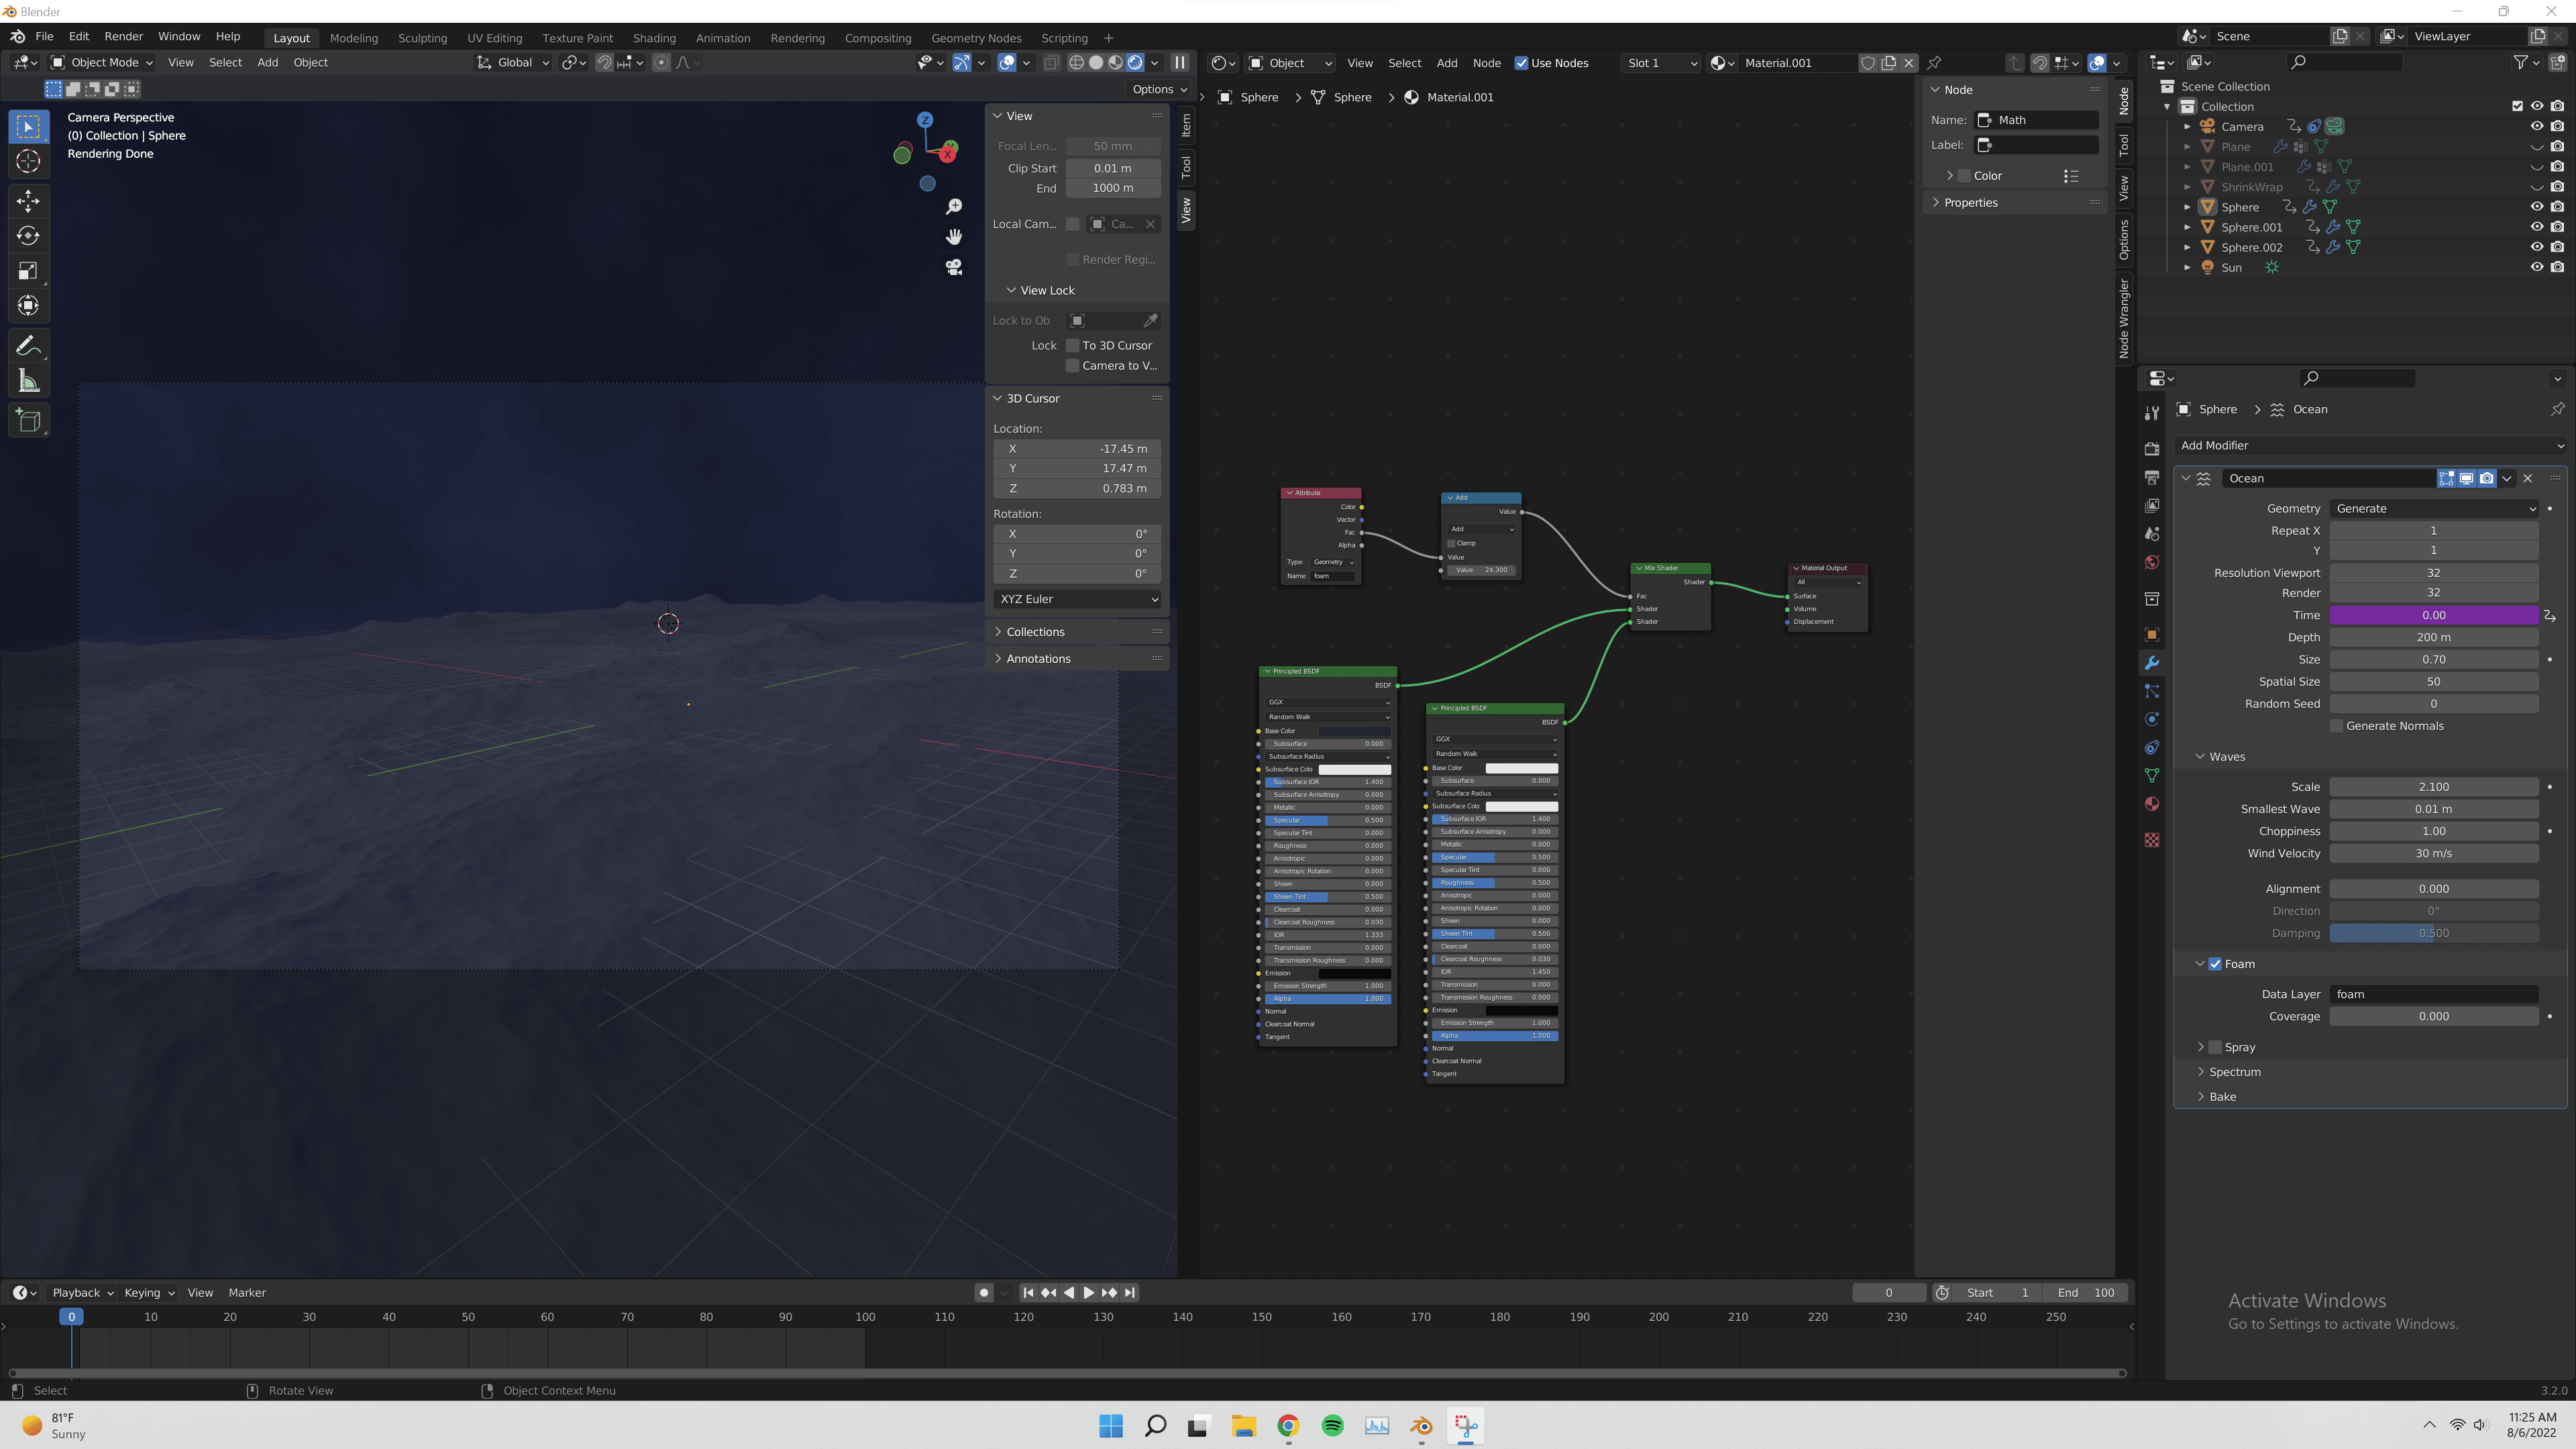 Blender
File Edit Render Window Help Layout Modeling Sculpting UV Editing Texture Paint Shading Animation Rendering Compositing Geometry Nodes Scripting +
Scene ViewLayer
Object Mode View Select Add Object Global
Options
Camera Perspective
(0) Collection | Sphere
Rendering Done
Z
X
View
Focal Len... 50 mm
Clip Start 0.01 m
End 1000 m
Local Cam... Ca...
Render Regi...
View Lock
Lock to Ob
Lock To 3D Cursor
Camera to V...
3D Cursor
Location:
X -17.45 m
Y 17.47 m
Z 0.783 m
Rotation:
X 0°
Y 0°
Z 0°
XYZ Euler
Collections
Annotations
Item
Tool
View
Object View Select Add Node Use Nodes Slot 1 Material.001
Sphere > Sphere > Material.001
Attribute
Color
Vector
Fac
Alpha
Type: Geometry
Name: foam
Add
Value
Add
Clamp
Value
Value 24.300
Mix Shader
Shader
Fac
Shader
Shader
Material Output
All
Surface
Volume
Displacement
Principled BSDF
BSDF
GGX
Random Walk
Base Color
Subsurface 0.000
Subsurface Radius
Subsurface Colo
Subsurface IOR 1.400
Subsurface Anisotropy 0.000
Metallic 0.000
Specular 0.500
Specular Tint 0.000
Roughness 0.000
Anisotropic 0.000
Anisotropic Rotation 0.000
Sheen 0.000
Sheen Tint 0.500
Clearcoat 0.000
Clearcoat Roughness 0.030
IOR 1.333
Transmission 0.000
Transmission Roughness 0.000
Emission
Emission Strength 1.000
Alpha 1.000
Normal
Clearcoat Normal
Tangent
Principled BSDF
BSDF
GGX
Random Walk
Base Color
Subsurface 0.000
Subsurface Radius
Subsurface Colo
Subsurface IOR 1.400
Subsurface Anisotropy 0.000
Metallic 0.000
Specular 0.500
Specular Tint 0.000
Roughness 0.500
Anisotropic 0.000
Anisotropic Rotation 0.000
Sheen 0.000
Sheen Tint 0.500
Clearcoat 0.000
Clearcoat Roughness 0.030
IOR 1.450
Transmission 0.000
Transmission Roughness 0.000
Emission
Emission Strength 1.000
Alpha 1.000
Normal
Clearcoat Normal
Tangent
Node
Name: Math
Label:
Color
Properties
Node
Tool
View
Options
Node Wrangler
Scene Collection
Collection
Camera
Plane
Plane.001
ShrinkWrap
Sphere
Sphere.001
Sphere.002
Sun
Sphere > Ocean
Add Modifier
Ocean
Geometry Generate
Repeat X 1
Y 1
Resolution Viewport 32
Render 32
Time 0.00
Depth 200 m
Size 0.70
Spatial Size 50
Random Seed 0
Generate Normals
Waves
Scale 2.100
Smallest Wave 0.01 m
Choppiness 1.00
Wind Velocity 30 m/s
Alignment 0.000
Direction 0°
Damping 0.500
Foam
Data Layer foam
Coverage 0.000
Spray
Spectrum
Bake
Playback Keying View Marker 0 Start 1 End 100
0 10 20 30 40 50 60 70 80 90 100 110 120 130 140 150 160 170 180 190 200 210 220 230 240 250
Activate Windows
Go to Settings to activate Windows.
Select Rotate View Object Context Menu 3.2.0
81°F
Sunny
11:25 AM
8/6/2022